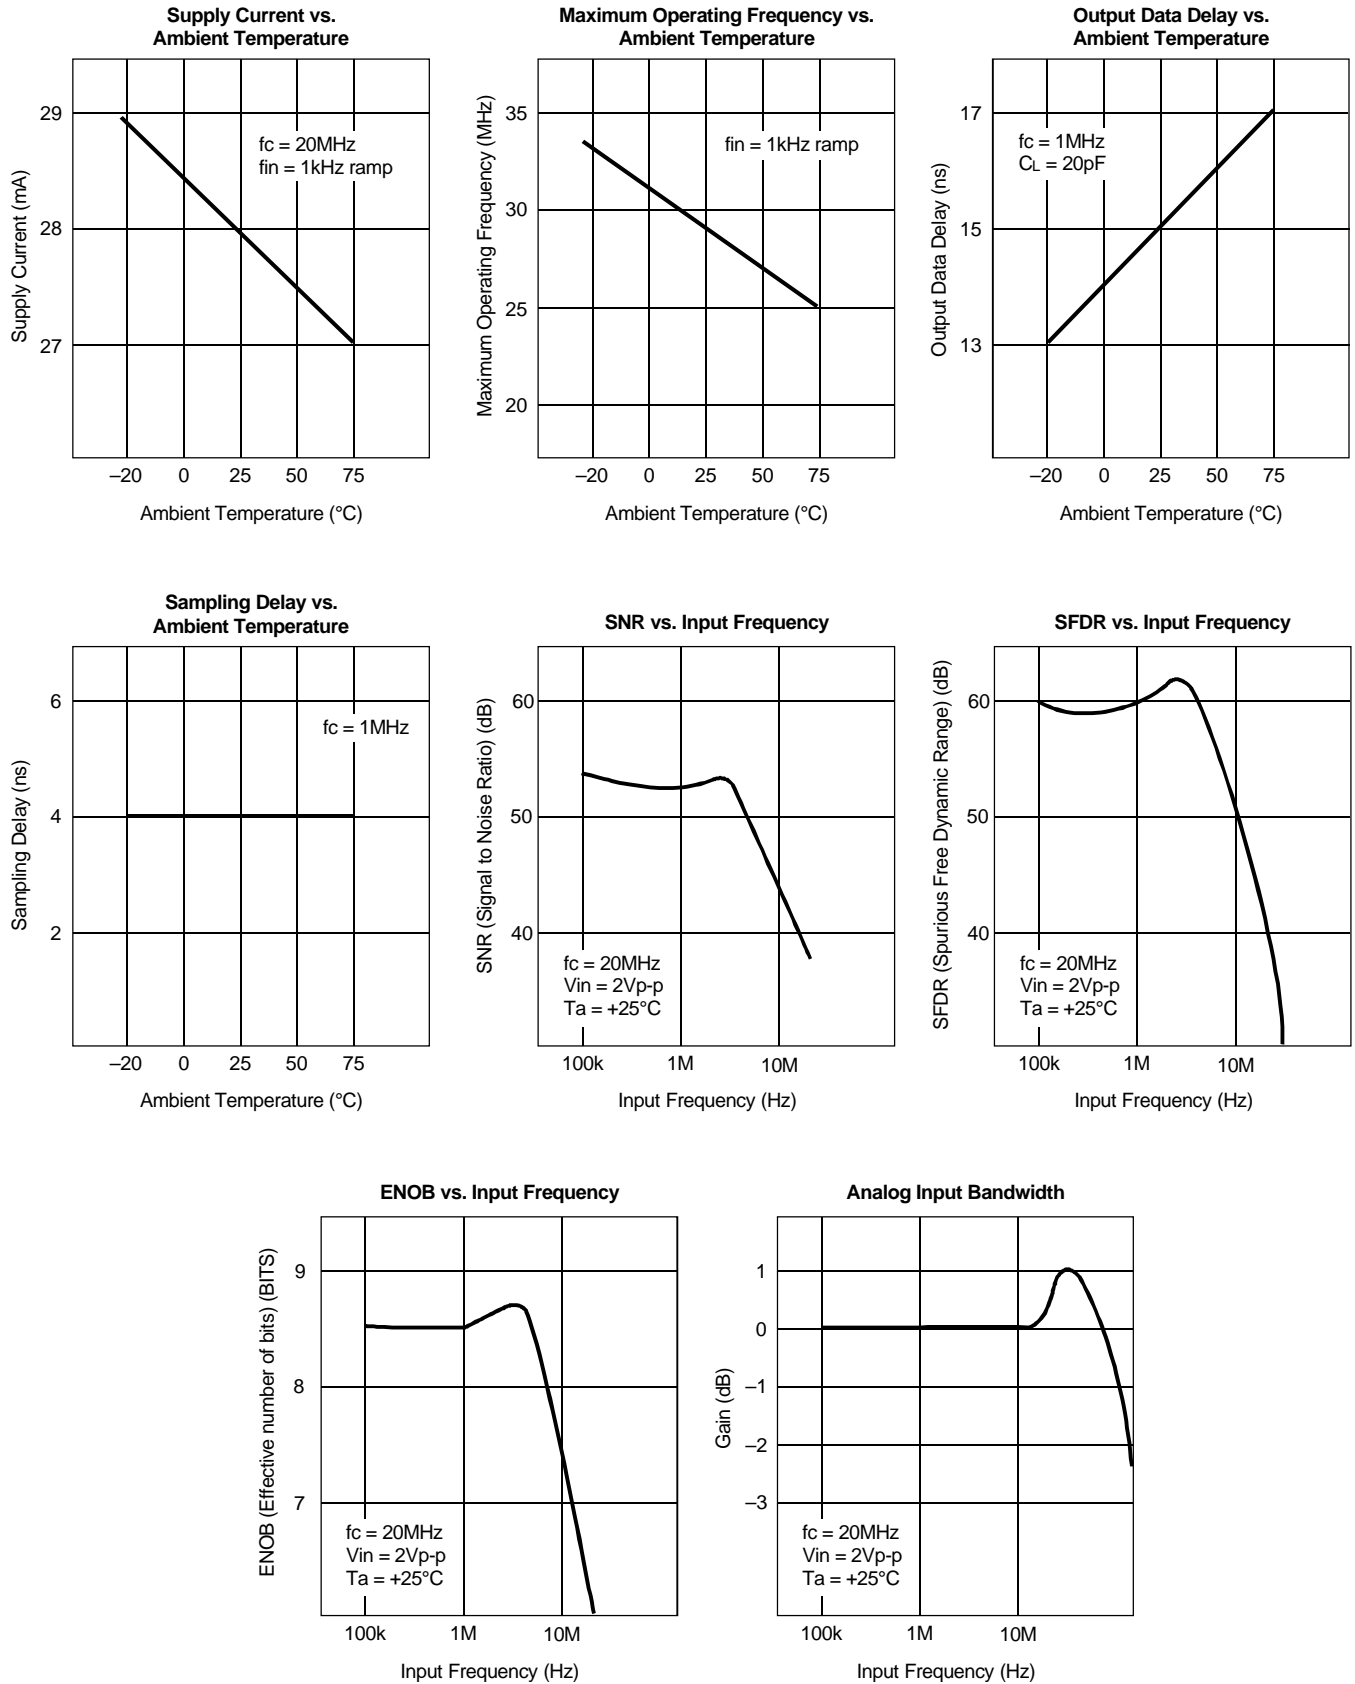 Supply Current vs.
Ambient Temperature
Supply Current (mA)
29
28
27
fc = 20MHz
fin = 1kHz ramp
–20 0 25 50 75
Ambient Temperature (°C)
Maximum Operating Frequency vs.
Ambient Temperature
Maximum Operating Frequency (MHz)
35
30
25
20
fin = 1kHz ramp
–20 0 25 50 75
Ambient Temperature (°C)
Output Data Delay vs.
Ambient Temperature
Output Data Delay (ns)
17
15
13
fc = 1MHz
CL = 20pF
–20 0 25 50 75
Ambient Temperature (°C)
Sampling Delay vs.
Ambient Temperature
Sampling Delay (ns)
6
4
2
fc = 1MHz
–20 0 25 50 75
Ambient Temperature (°C)
SNR vs. Input Frequency
SNR (Signal to Noise Ratio) (dB)
60
50
40
fc = 20MHz
Vin = 2Vp-p
Ta = +25°C
100k 1M 10M
Input Frequency (Hz)
SFDR vs. Input Frequency
SFDR (Spurious Free Dynamic Range) (dB)
60
50
40
fc = 20MHz
Vin = 2Vp-p
Ta = +25°C
100k 1M 10M
Input Frequency (Hz)
ENOB vs. Input Frequency
ENOB (Effective number of bits) (BITS)
9
8
7
fc = 20MHz
Vin = 2Vp-p
Ta = +25°C
100k 1M 10M
Input Frequency (Hz)
Analog Input Bandwidth
Gain (dB)
1
0
–1
–2
–3
fc = 20MHz
Vin = 2Vp-p
Ta = +25°C
100k 1M 10M
Input Frequency (Hz)